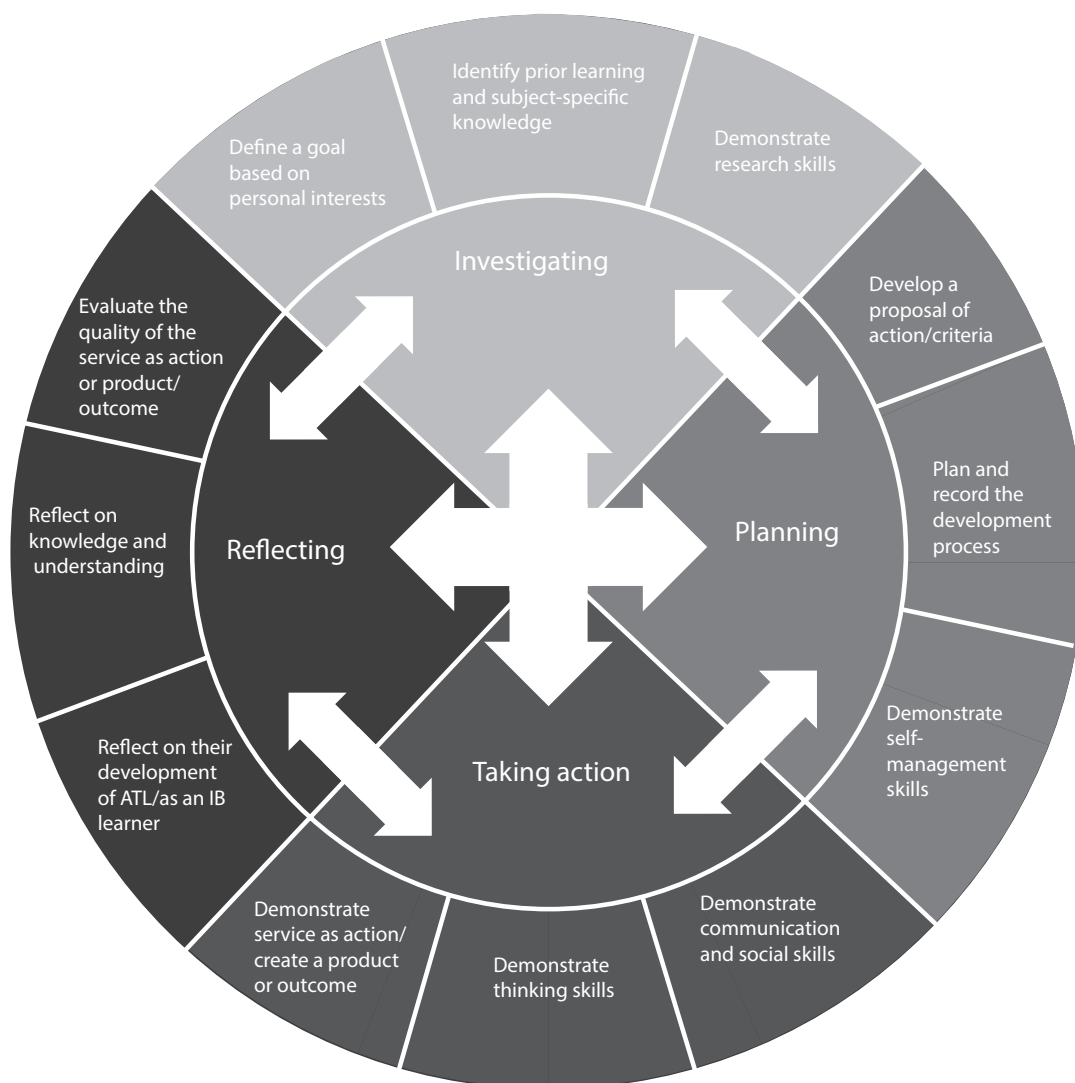 Identify prior learning
and subject-specific
knowledge
Demonstrate
research skills
Define a goal
based on
personal interests
Investigating
Develop a
proposal of
action/criteria
Evaluate the
quality of the
service as action
or product/
outcome
Plan and
record the
development
process
Reflect on
knowledge and
understanding
Reflecting
Planning
Demonstrate
self-
management
skills
Reflect on their
development
of ATL/as an IB
learner
Taking action
Demonstrate
communication
and social skills
Demonstrate
service as action/
create a product
or outcome
Demonstrate
thinking skills